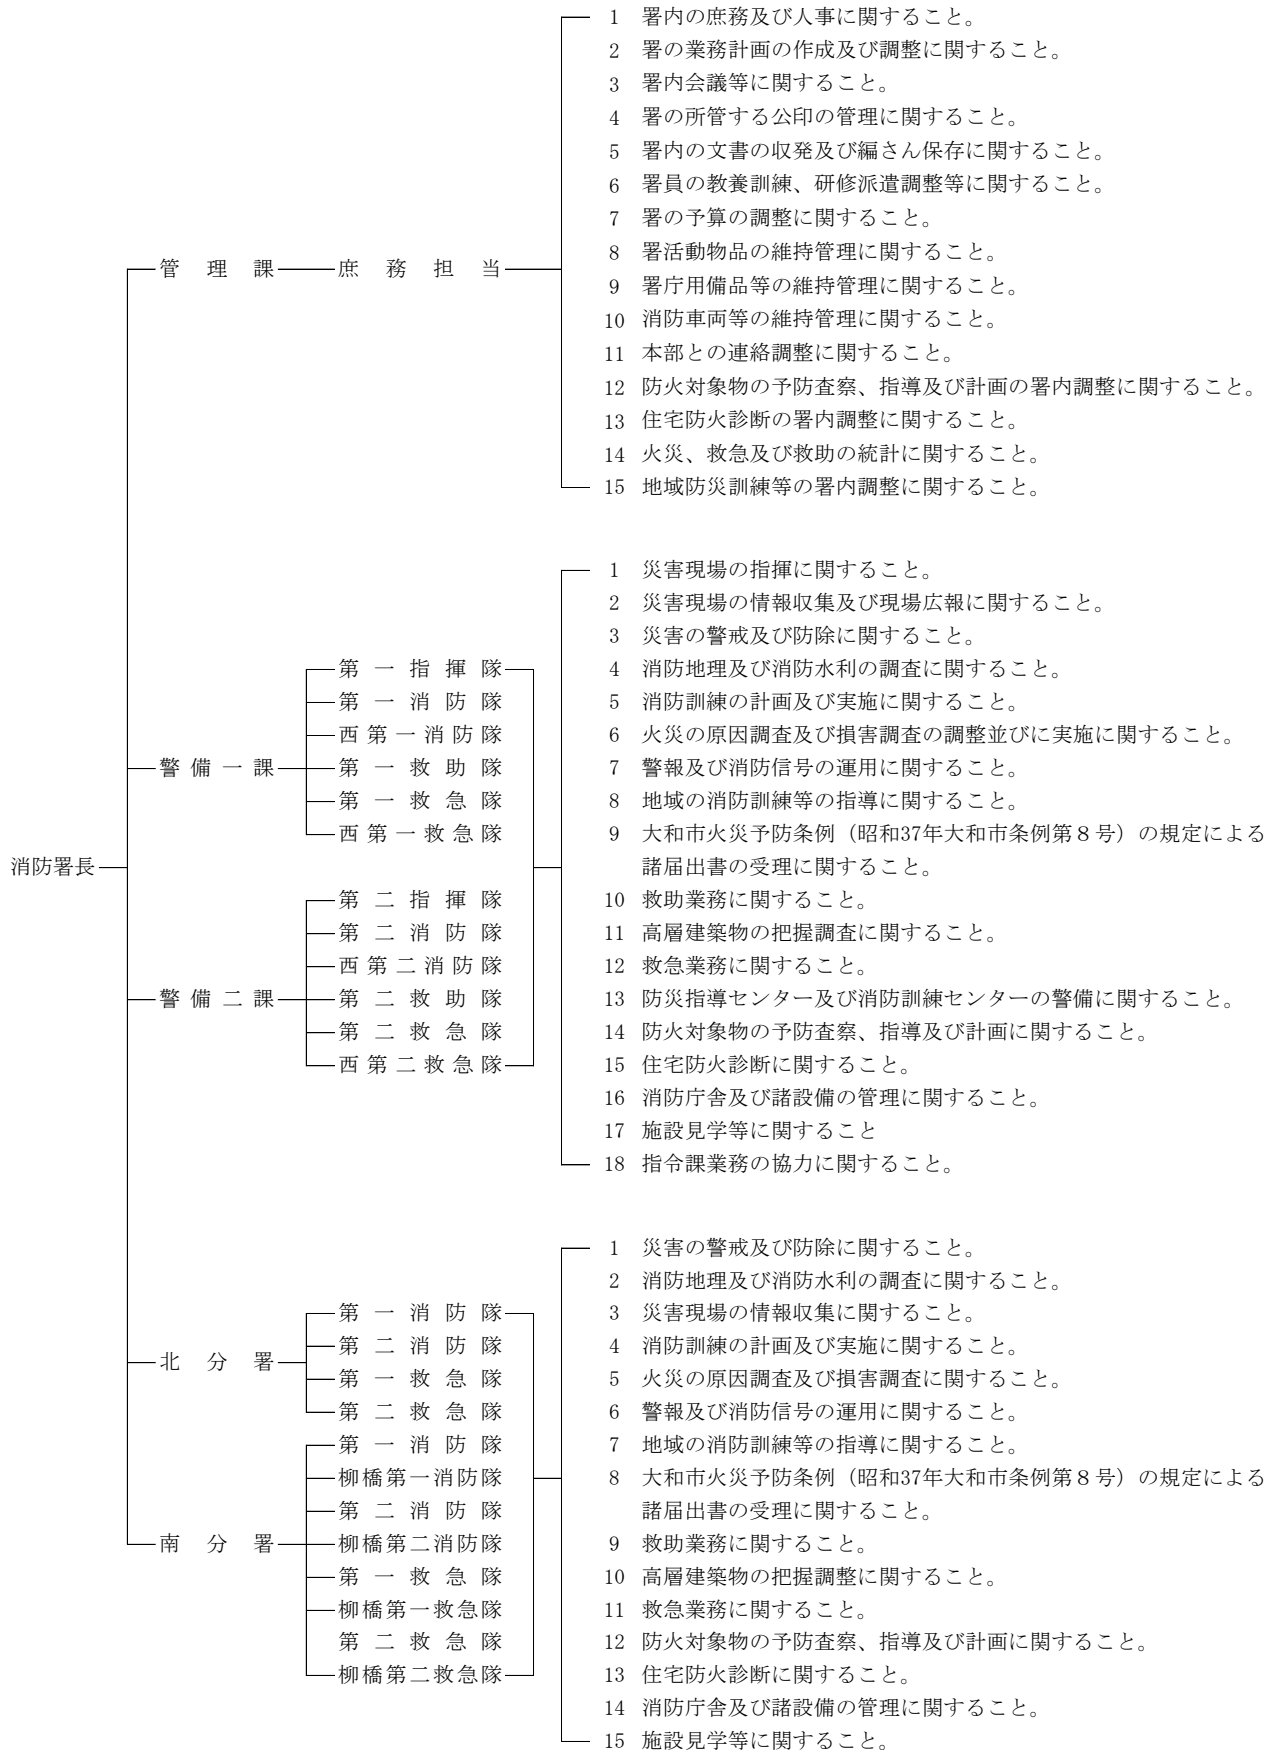 消防署長
管理課
庶務担当
1 署内の庶務及び人事に関すること。
2 署の業務計画の作成及び調整に関すること。
3 署内会議等に関すること。
4 署の所管する公印の管理に関すること。
5 署内の文書の収発及び編さん保存に関すること。
6 署員の教養訓練、研修派遣調整等に関すること。
7 署の予算の調整に関すること。
8 署活動物品の維持管理に関すること。
9 署庁用備品等の維持管理に関すること。
10 消防車両等の維持管理に関すること。
11 本部との連絡調整に関すること。
12 防火対象物の予防査察、指導及び計画の署内調整に関すること。
13 住宅防火診断の署内調整に関すること。
14 火災、救急及び救助の統計に関すること。
15 地域防災訓練等の署内調整に関すること。
警備一課
第一指揮隊
第一消防隊
西第一消防隊
第一救助隊
第一救急隊
西第一救急隊
警備二課
第二指揮隊
第二消防隊
西第二消防隊
第二救助隊
第二救急隊
西第二救急隊
1 災害現場の指揮に関すること。
2 災害現場の情報収集及び現場広報に関すること。
3 災害の警戒及び防除に関すること。
4 消防地理及び消防水利の調査に関すること。
5 消防訓練の計画及び実施に関すること。
6 火災の原因調査及び損害調査の調整並びに実施に関すること。
7 警報及び消防信号の運用に関すること。
8 地域の消防訓練等の指導に関すること。
9 大和市火災予防条例（昭和37年大和市条例第８号）の規定による
諸届出書の受理に関すること。
10 救助業務に関すること。
11 高層建築物の把握調査に関すること。
12 救急業務に関すること。
13 防災指導センター及び消防訓練センターの警備に関すること。
14 防火対象物の予防査察、指導及び計画に関すること。
15 住宅防火診断に関すること。
16 消防庁舎及び諸設備の管理に関すること。
17 施設見学等に関すること
18 指令課業務の協力に関すること。
北分署
第一消防隊
第二消防隊
第一救急隊
第二救急隊
南分署
第一消防隊
柳橋第一消防隊
第二消防隊
柳橋第二消防隊
第一救急隊
柳橋第一救急隊
第二救急隊
柳橋第二救急隊
1 災害の警戒及び防除に関すること。
2 消防地理及び消防水利の調査に関すること。
3 災害現場の情報収集に関すること。
4 消防訓練の計画及び実施に関すること。
5 火災の原因調査及び損害調査に関すること。
6 警報及び消防信号の運用に関すること。
7 地域の消防訓練等の指導に関すること。
8 大和市火災予防条例（昭和37年大和市条例第８号）の規定による
諸届出書の受理に関すること。
9 救助業務に関すること。
10 高層建築物の把握調整に関すること。
11 救急業務に関すること。
12 防火対象物の予防査察、指導及び計画に関すること。
13 住宅防火診断に関すること。
14 消防庁舎及び諸設備の管理に関すること。
15 施設見学等に関すること。